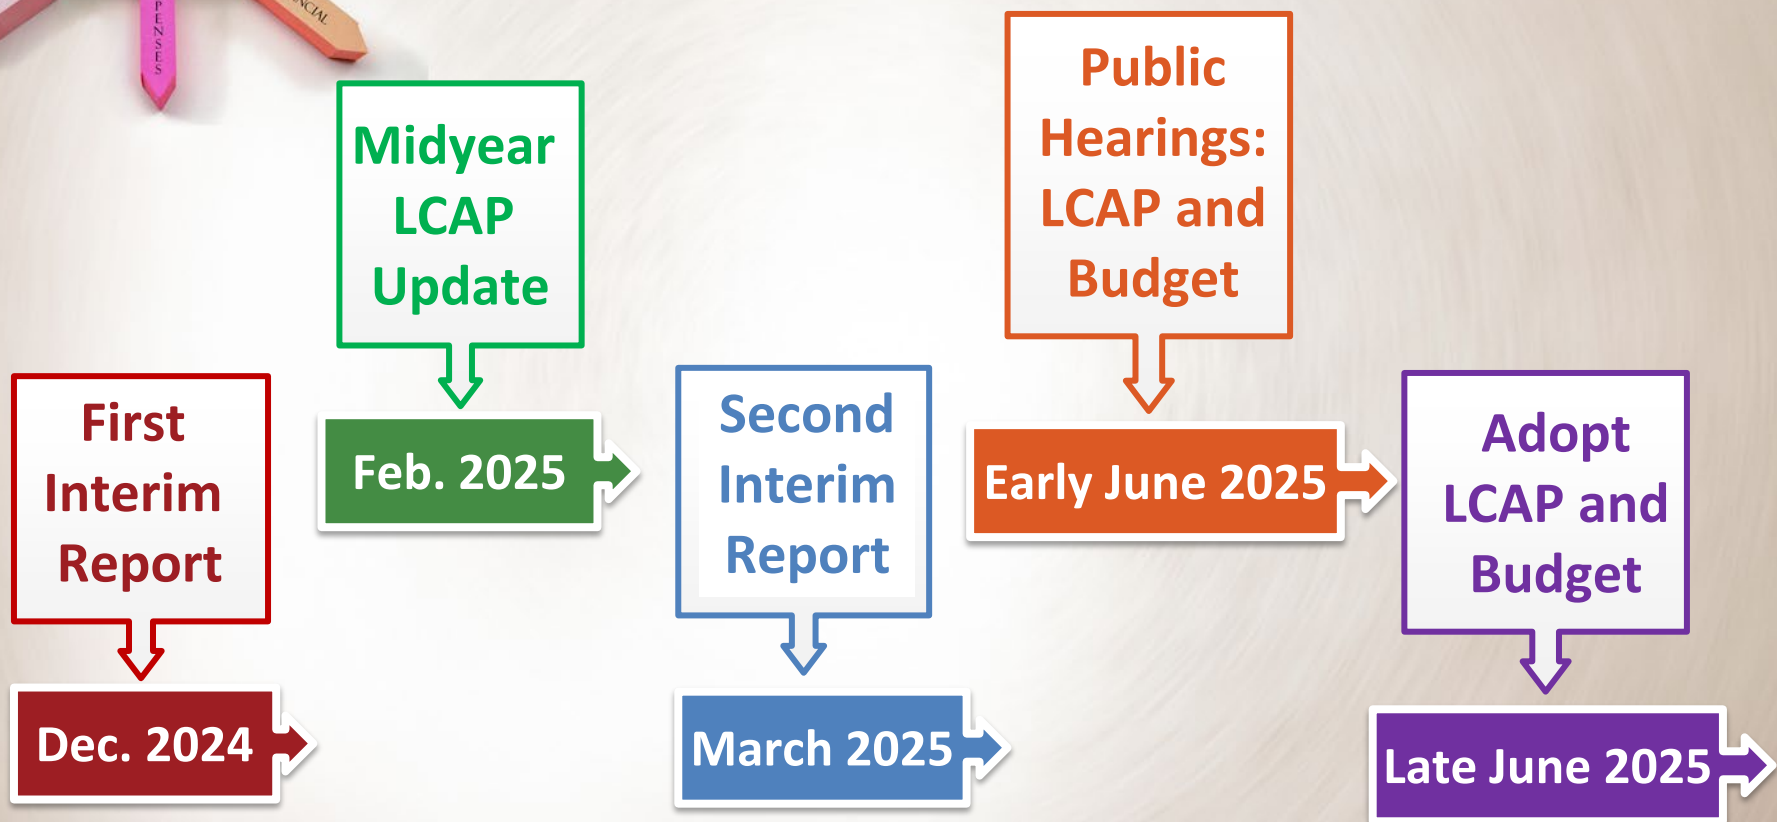 EXPENSES
First
Interim
Report
Dec. 2024
Midyear
LCAP
Update
Feb. 2025
Second
Interim
Report
March 2025
Public
Hearings:
LCAP and
Budget
Early June 2025
Adopt
LCAP and
Budget
Late June 2025